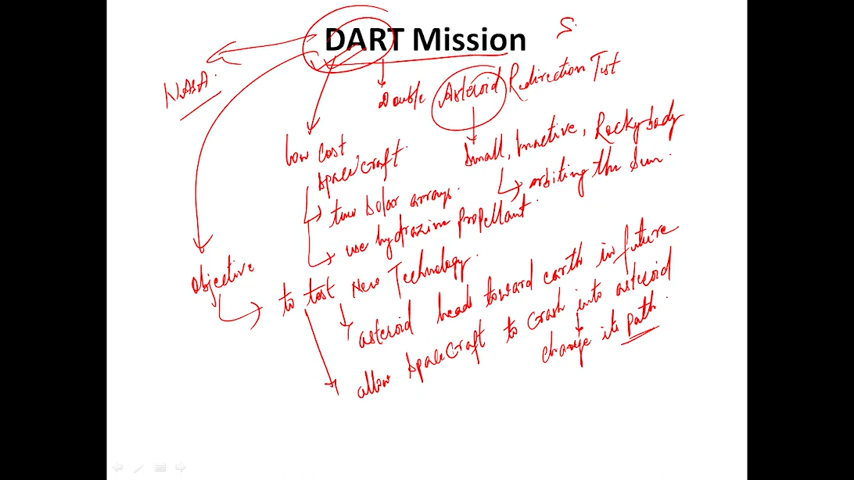 DART Mission
S
NASA.
Double Asteroid Redirection Test
Low Cost
Spacecraft.
Small, Inactive, Rocky body
orbiting the Sun.
two Solar arrays.
use hydrazine propellant.
Objective
to test New Technology.
asteroid head toward earth in future
allow SpaceCraft to Crash into asteroid
change its path.